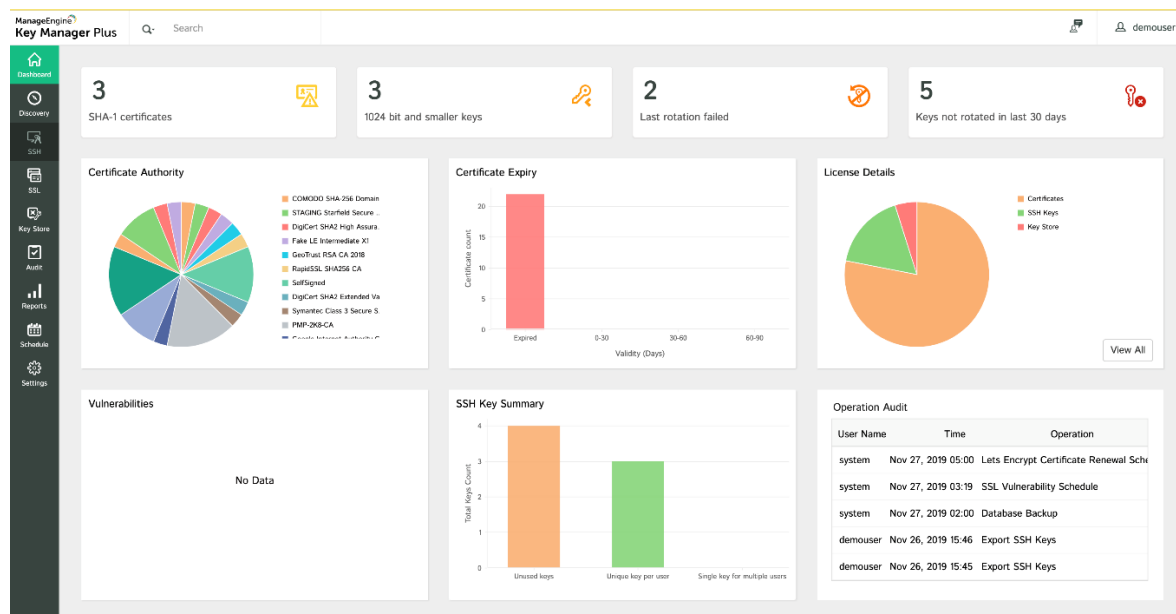 ManageEngine
Key Manager Plus
Search
demouser
Dashboard
Discovery
SSH
SSL
Key Store
Audit
Reports
Schedule
Settings
3
SHA-1 certificates
3
1024 bit and smaller keys
2
Last rotation failed
5
Keys not rotated in last 30 days
Certificate Authority
COMODO SHA-256 Domain
STAGING Starfield Secure ..
DigiCert SHA2 High Assura.
Fake LE Intermediate X1
GeoTrust RSA CA 2018
RapidSSL SHA256 CA
SelfSigned
DigiCert SHA2 Extended Va
Symantec Class 3 Secure S
PMP-2K8-CA
Certificate Expiry
Certificate count
20
15
10
5
0
Expired 0-30 30-60 60-90
Validity (Days)
License Details
Certificates
SSH Keys
Key Store
View All
Vulnerabilities
No Data
SSH Key Summary
Total Keys Count
4
3
2
1
0
Unused keys Unique key per user Single key for multiple users
Operation Audit
User Name Time Operation
system Nov 27, 2019 05:00 Lets Encrypt Certificate Renewal Sche
system Nov 27, 2019 03:19 SSL Vulnerability Schedule
system Nov 27, 2019 02:00 Database Backup
demouser Nov 26, 2019 15:46 Export SSH Keys
demouser Nov 26, 2019 15:45 Export SSH Keys